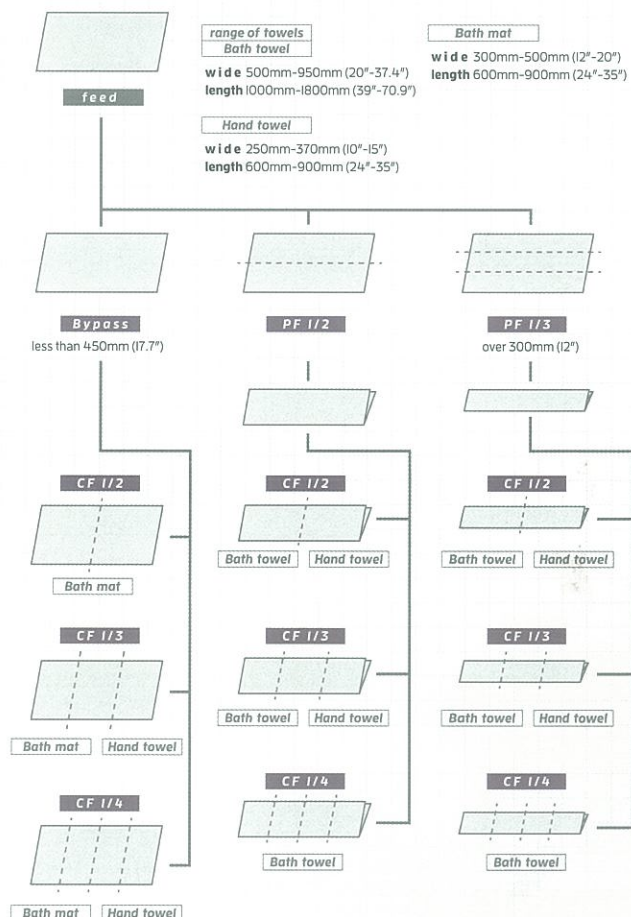 range of towels
Bath towel
wide 500mm-950mm (20"-37.4")
length 1000mm-1800mm (39"-70.9")
Hand towel
wide 250mm-370mm (10"-15")
length 600mm-900mm (24"-35")
Bath mat
wide 300mm-500mm (12"-20")
length 600mm-900mm (24"-35")
feed
Bypass
less than 450mm (17.7")
PF 1/2
PF 1/3
over 300mm (12")
CF 1/2
Bath mat
CF 1/2
Bath towel Hand towel
CF 1/2
Bath towel Hand towel
CF 1/3
Bath mat Hand towel
CF 1/3
Bath towel Hand towel
CF 1/3
Bath towel Hand towel
CF 1/4
Bath mat Hand towel
CF 1/4
Bath towel
CF 1/4
Bath towel